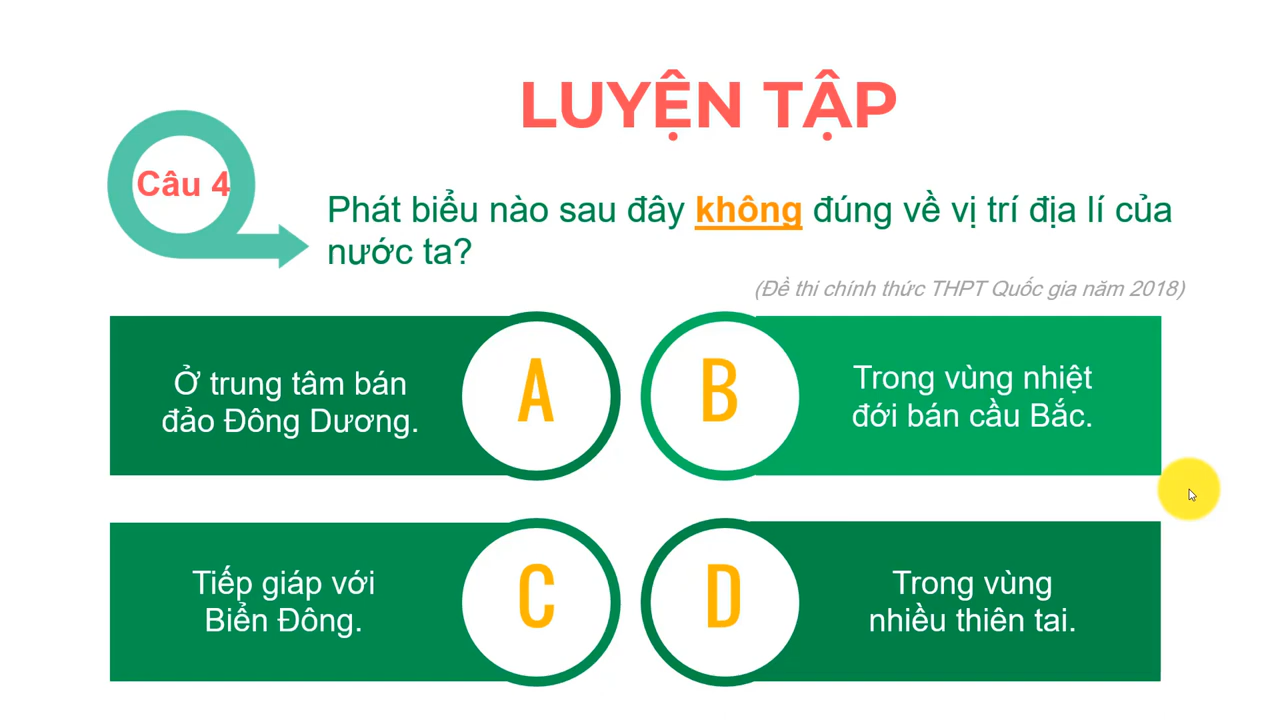 LUYỆN TẬP
Câu 4
Phát biểu nào sau đây không đúng về vị trí địa lí của
nước ta?
(Đề thi chính thức THPT Quốc gia năm 2018)
Ở trung tâm bán
đảo Đông Dương.
A
B
Trong vùng nhiệt
đới bán cầu Bắc.
Tiếp giáp với
Biển Đông.
C
D
Trong vùng
nhiều thiên tai.